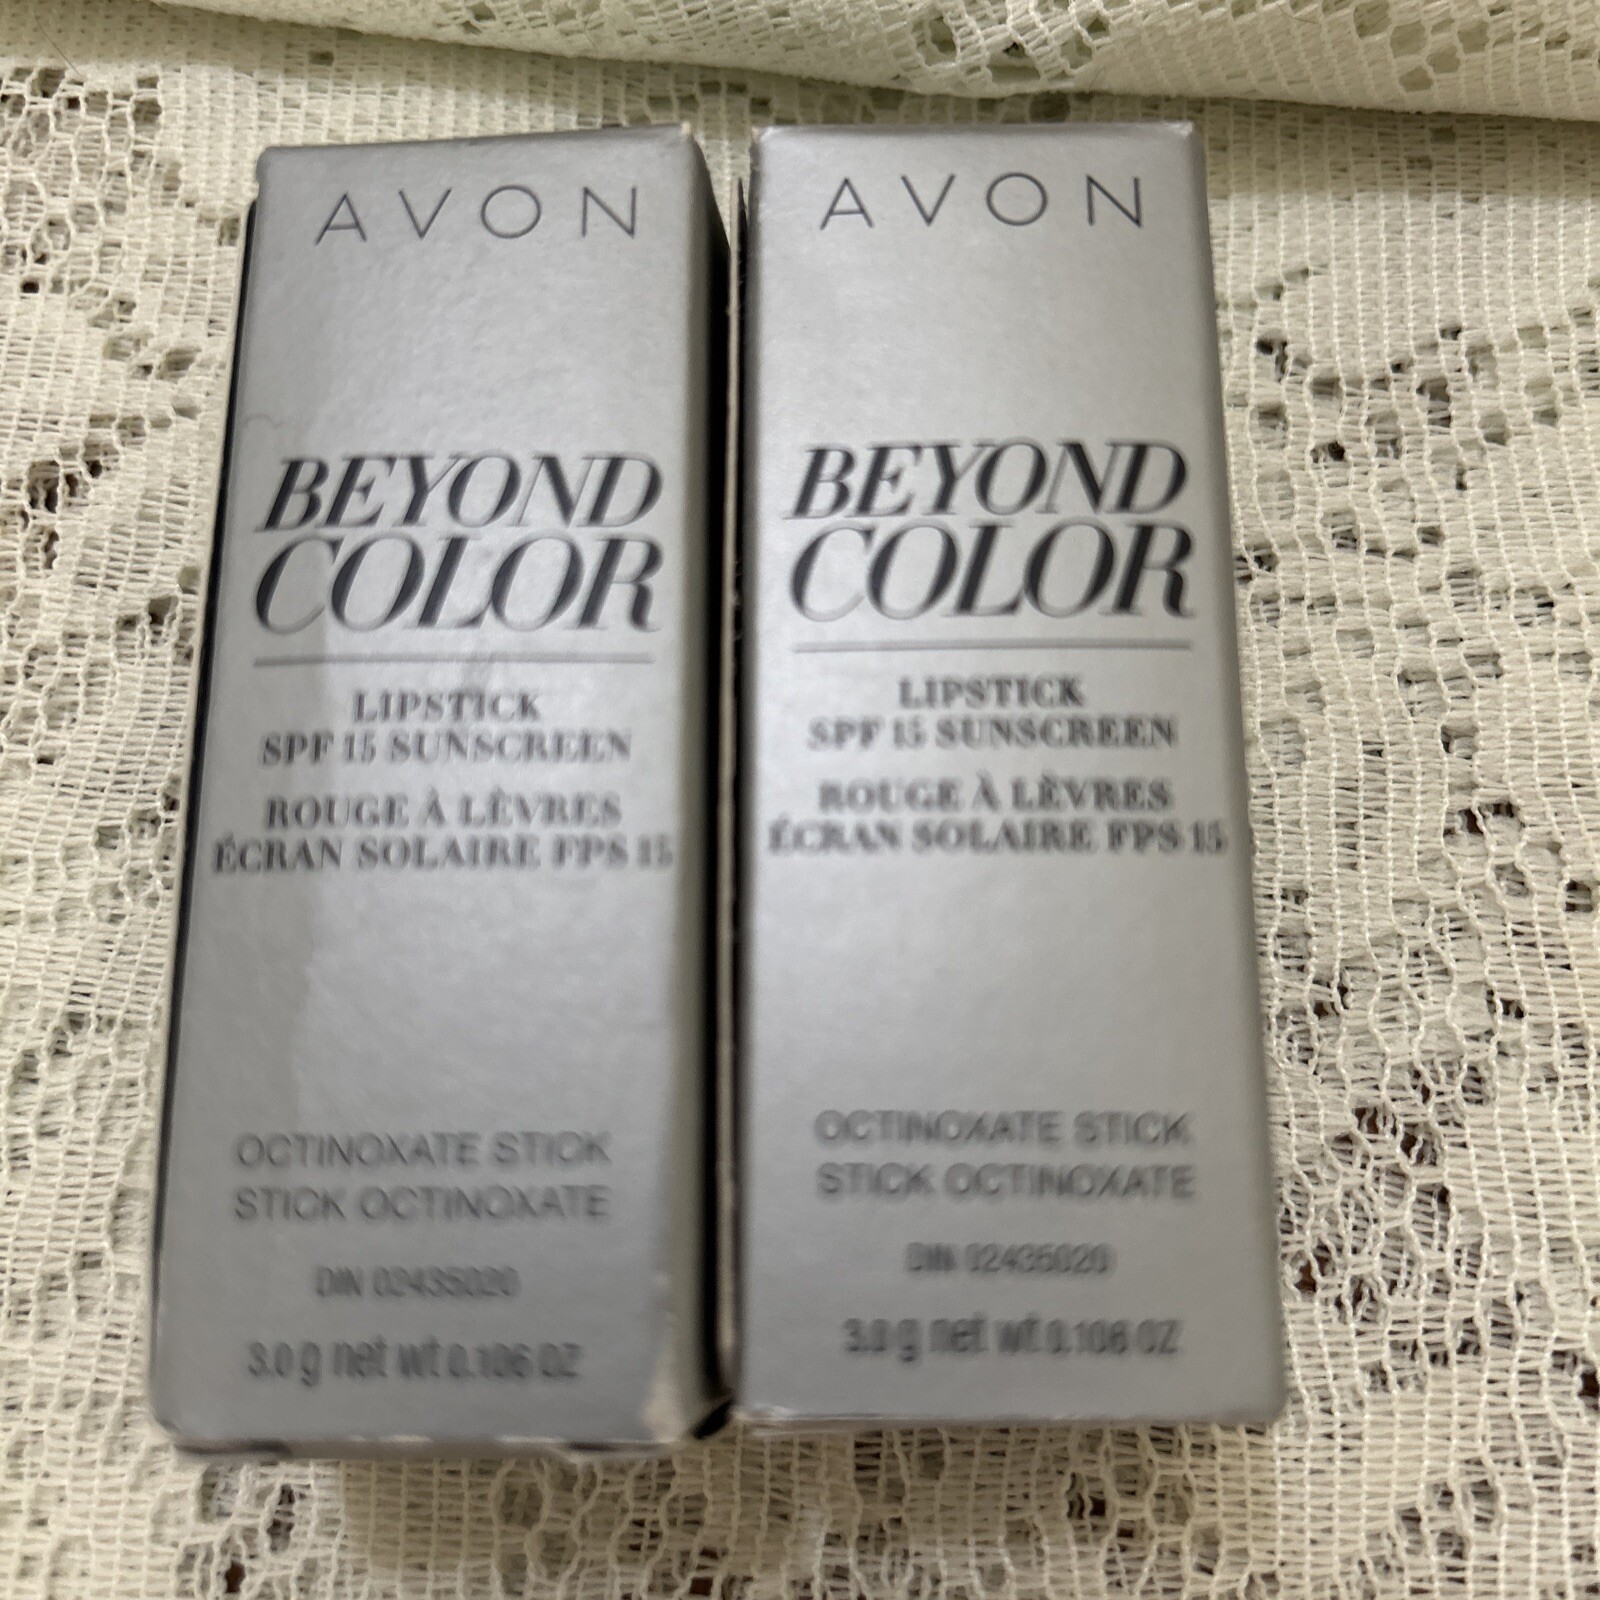 AVON
BEYOND
COLOR
LIPSTICK
SPF 15 SUNSCREEN
ROUGE À LÈVRES
ÉCRAN SOLAIRE FPS 15
OCTINOXATE STICK
STICK OCTINOXATE
DIN 02435020
3.0 g net wt 0.106 OZ
AVON
BEYOND
COLOR
LIPSTICK
SPF 15 SUNSCREEN
ROUGE À LÈVRES
ÉCRAN SOLAIRE FPS 15
OCTINOXATE STICK
STICK OCTINOXATE
DIN 02435020
3.0 g net wt 0.106 OZ